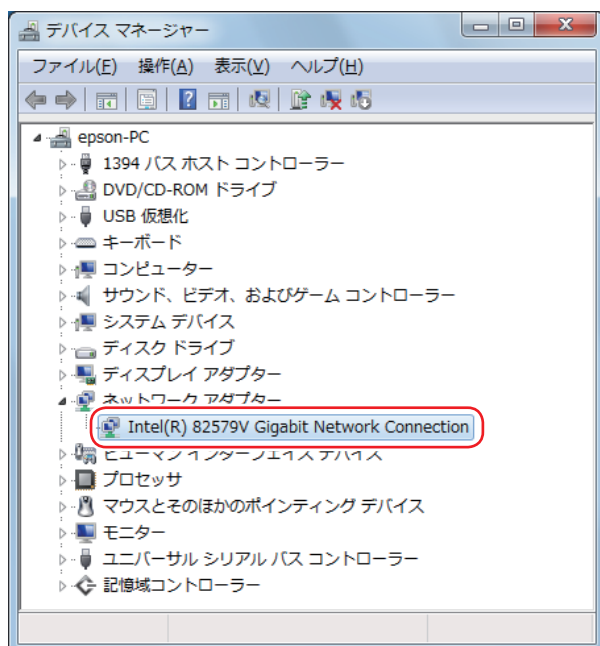 デバイス マネージャー
ファイル(F) 操作(A) 表示(V) ヘルプ(H)
epson-PC
1394 バス ホスト コントローラー
DVD/CD-ROM ドライブ
USB 仮想化
キーボード
コンピューター
サウンド、ビデオ、およびゲーム コントローラー
システム デバイス
ディスク ドライブ
ディスプレイ アダプター
ネットワーク アダプター
Intel(R) 82579V Gigabit Network Connection
ヒューマン インターフェイス デバイス
プロセッサ
マウスとそのほかのポインティング デバイス
モニター
ユニバーサル シリアル バス コントローラー
記憶域コントローラー